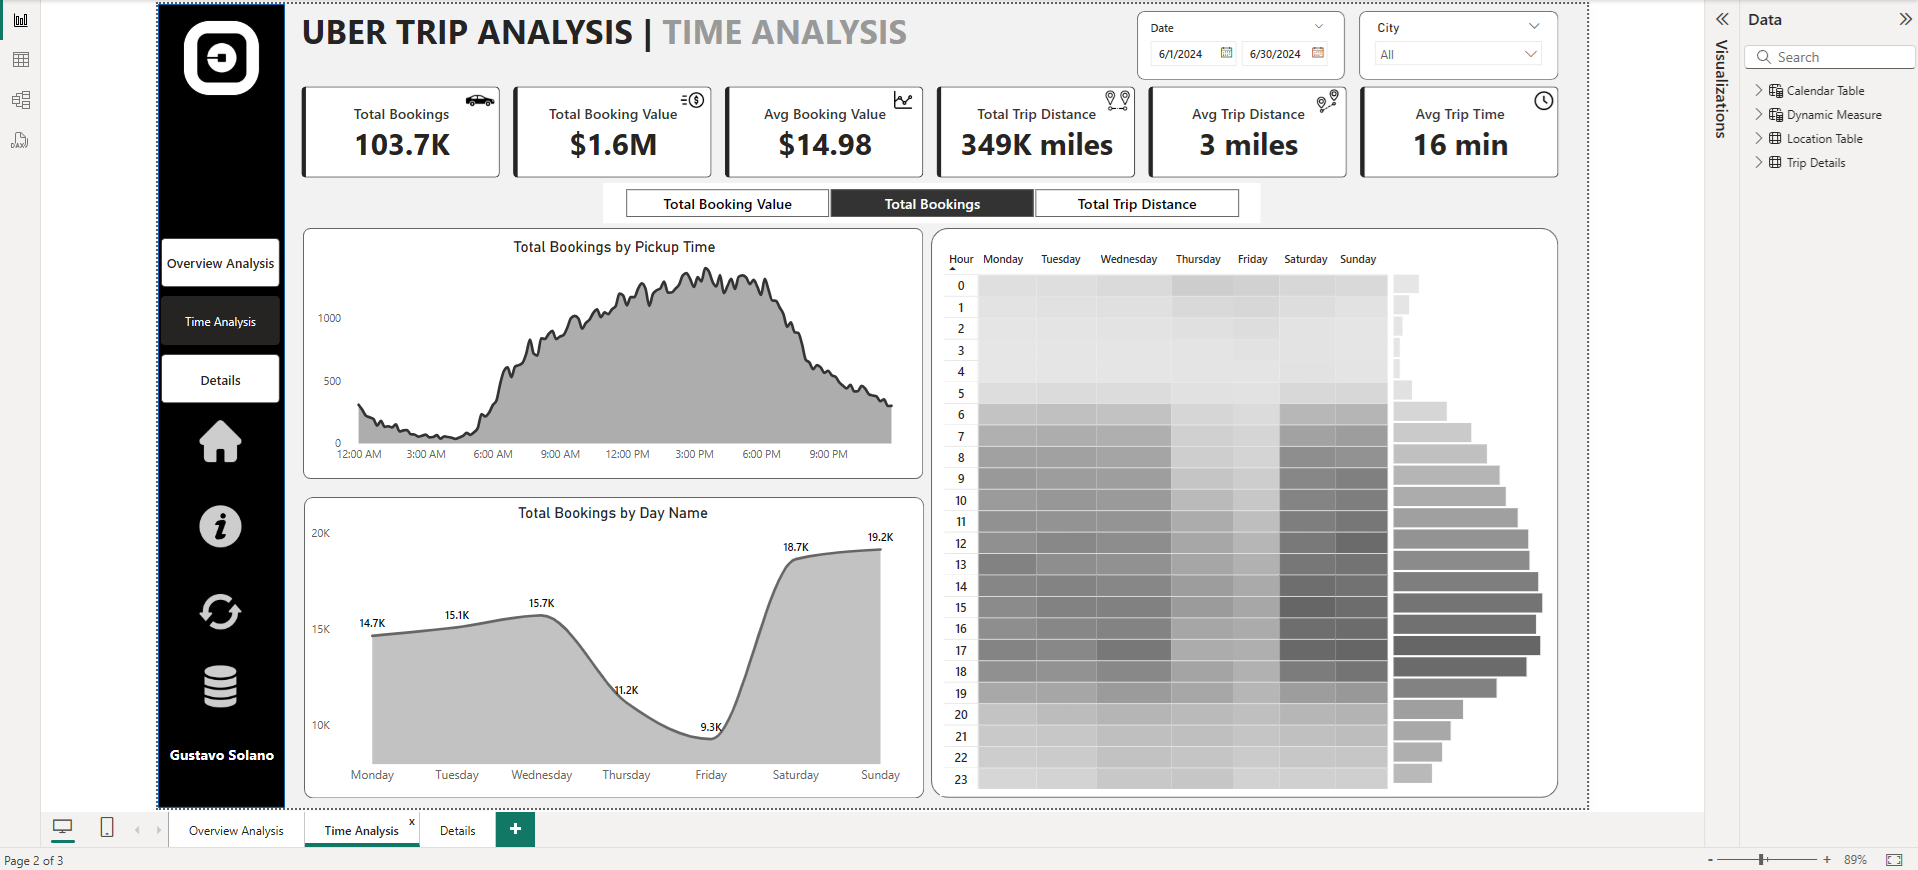 UBER TRIP ANALYSIS | TIME ANALYSIS
Date
6/1/2024 6/30/2024
City
All
Total Bookings
103.7K
Total Booking Value
$1.6M
Avg Booking Value
$14.98
Total Trip Distance
349K miles
Avg Trip Distance
3 miles
Avg Trip Time
16 min
Total Booking Value Total Bookings Total Trip Distance
Overview Analysis
Time Analysis
Details
Gustavo Solano
Total Bookings by Pickup Time
1000
500
0
12:00 AM 3:00 AM 6:00 AM 9:00 AM 12:00 PM 3:00 PM 6:00 PM 9:00 PM
Total Bookings by Day Name
20K
15K
10K
14.7K
15.1K
15.7K
11.2K
9.3K
18.7K
19.2K
Monday Tuesday Wednesday Thursday Friday Saturday Sunday
Hour Monday Tuesday Wednesday Thursday Friday Saturday Sunday
0
1
2
3
4
5
6
7
8
9
10
11
12
13
14
15
16
17
18
19
20
21
22
23
Visualizations
Data
Search
Calendar Table
Dynamic Measure
Location Table
Trip Details
DAX
Overview Analysis Time Analysis x Details +
Page 2 of 3
- + 89%